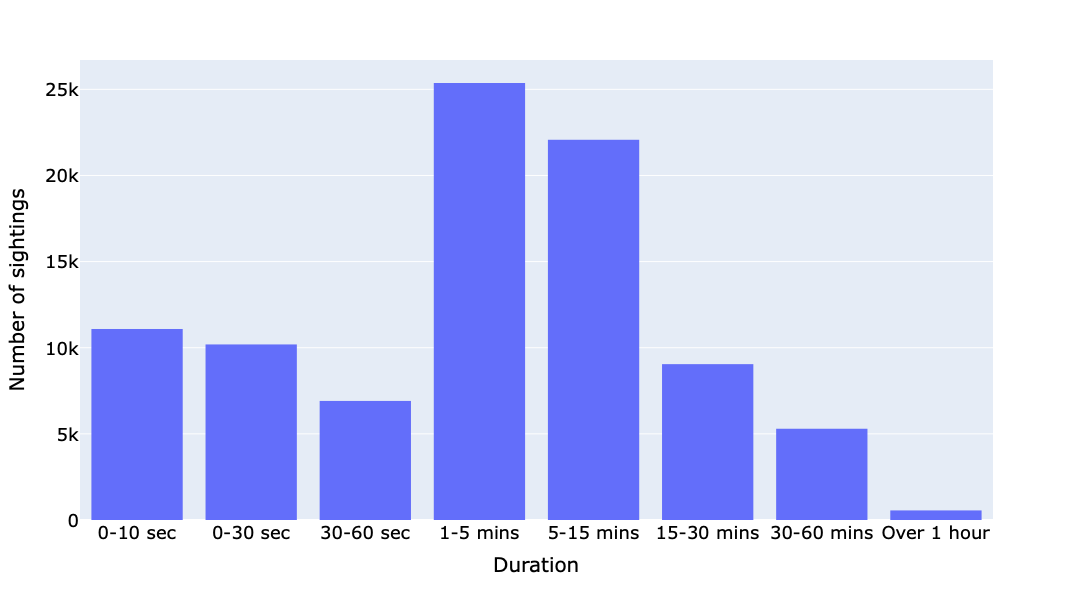 Number of sightings
25k
20k
15k
10k
5k
0
0-10 sec 0-30 sec 30-60 sec 1-5 mins 5-15 mins 15-30 mins 30-60 mins Over 1 hour
Duration